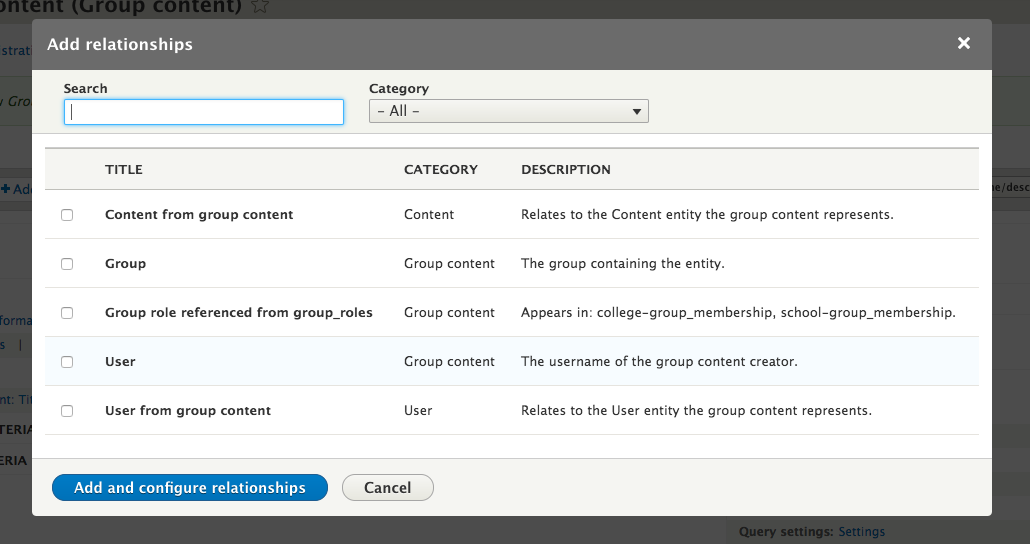 ontent (Group content)
Add relationships
strati
Search
Category
Gro
- All -
TITLE CATEGORY DESCRIPTION
Add
e/desc
Content from group content Content Relates to the Content entity the group content represents.
Group Group content The group containing the entity.
Group role referenced from group_roles Group content Appears in: college-group_membership, school-group_membership.
forma
s |
User Group content The username of the group content creator.
nt: Tit
User from group content User Relates to the User entity the group content represents.
TERIA
ERIA
Add and configure relationships Cancel
Query settings: Settings